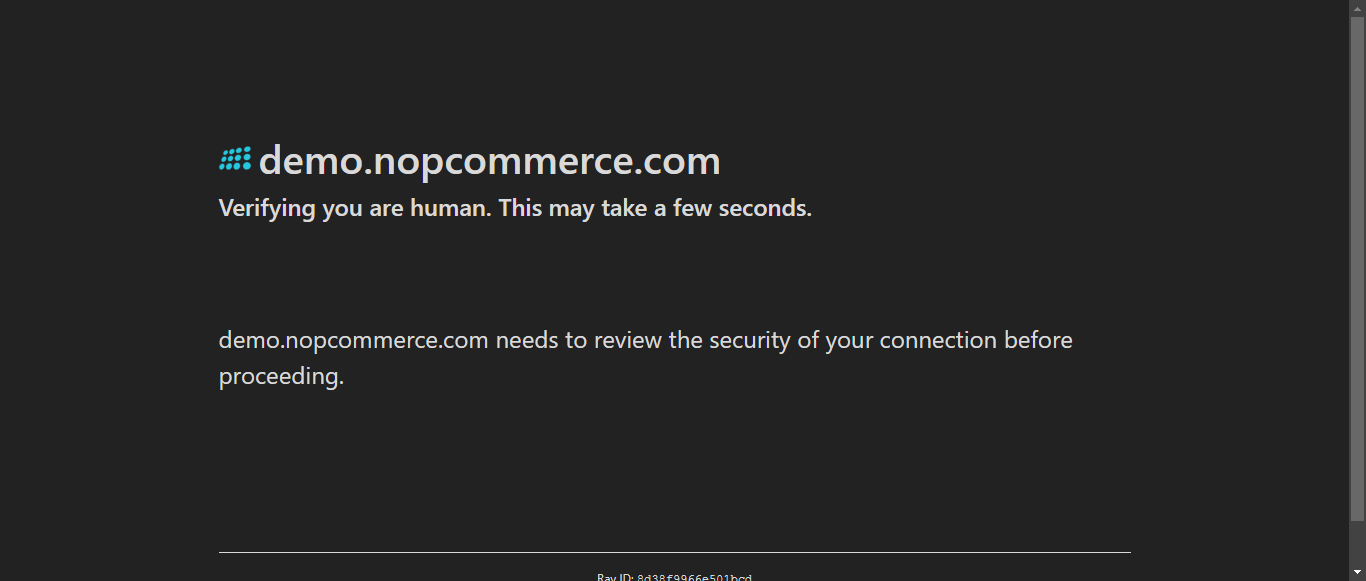 demo.nopcommerce.com
Verifying you are human. This may take a few seconds.
demo.nopcommerce.com needs to review the security of your connection before
proceeding.
Ray ID: 8d38f9966e501bcd